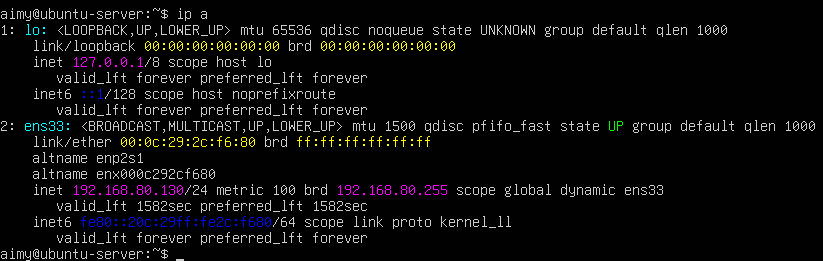 aimy@ubuntu-server:~$ ip a
1: lo: <LOOPBACK,UP,LOWER_UP> mtu 65536 qdisc noqueue state UNKNOWN group default qlen 1000
    link/loopback 00:00:00:00:00:00 brd 00:00:00:00:00:00
    inet 127.0.0.1/8 scope host lo
       valid_lft forever preferred_lft forever
    inet6 ::1/128 scope host noprefixroute
       valid_lft forever preferred_lft forever
2: ens33: <BROADCAST,MULTICAST,UP,LOWER_UP> mtu 1500 qdisc pfifo_fast state UP group default qlen 1000
    link/ether 00:0c:29:2c:f6:80 brd ff:ff:ff:ff:ff:ff
    altname enp2s1
    altname enx000c292cf680
    inet 192.168.80.130/24 metric 100 brd 192.168.80.255 scope global dynamic ens33
       valid_lft 1582sec preferred_lft 1582sec
    inet6 fe80::20c:29ff:fe2c:f680/64 scope link proto kernel_ll
       valid_lft forever preferred_lft forever
aimy@ubuntu-server:~$ _